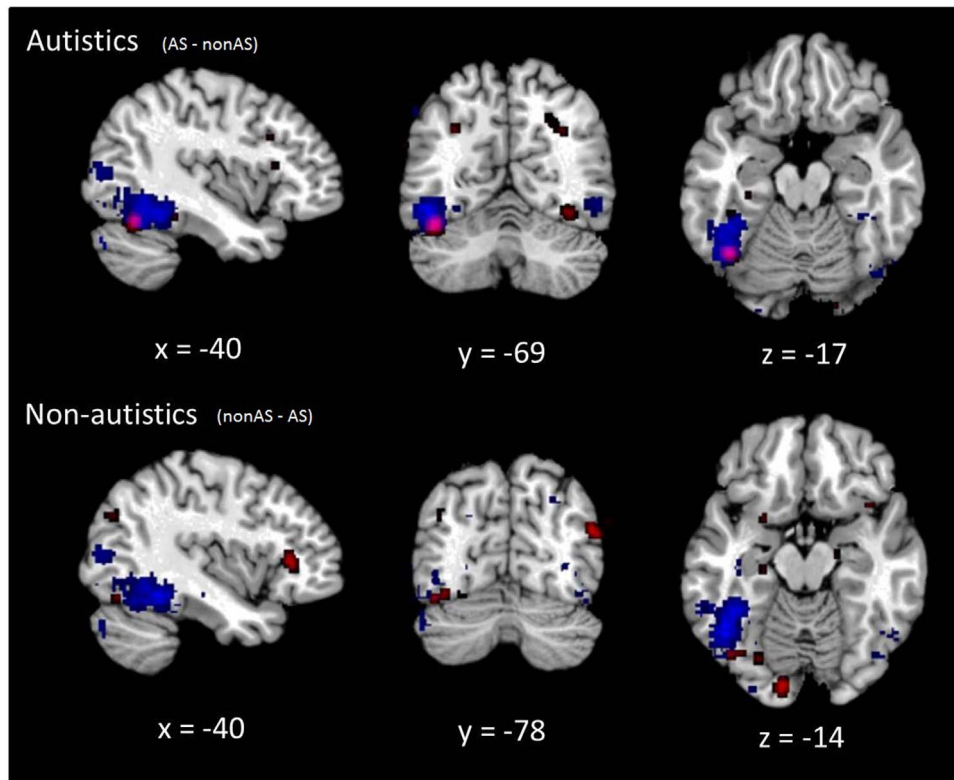 Autistics (AS - nonAS)
x = -40 y = -69 z = -17
Non-autistics (nonAS - AS)
x = -40 y = -78 z = -14